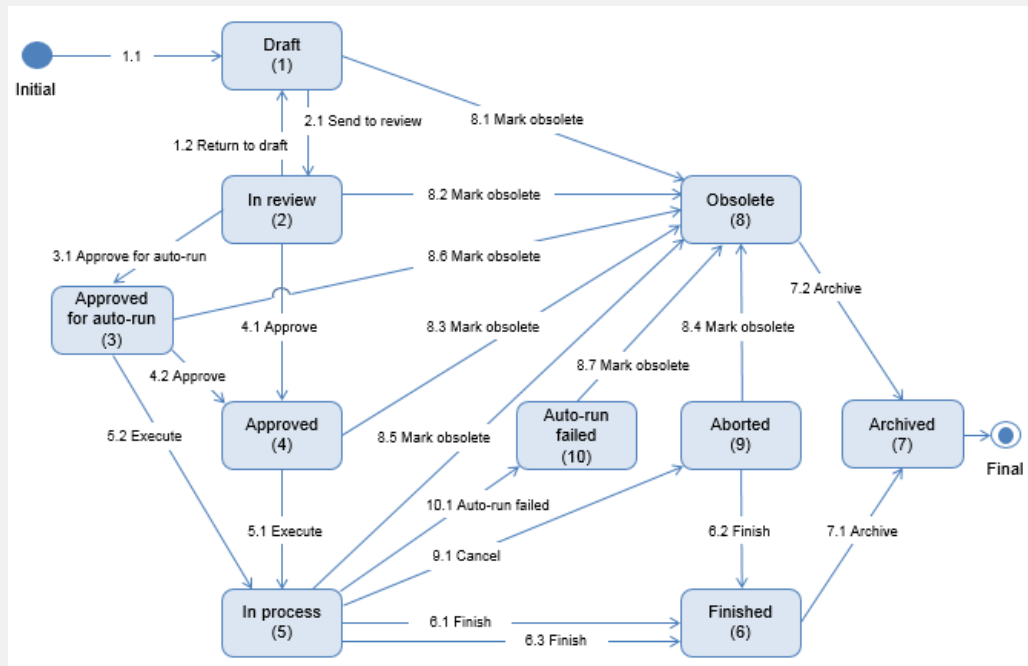 Draft
(1)
1.1
Initial
2.1 Send to review
8.1 Mark obsolete
1.2 Return to draft
In review
(2)
8.2 Mark obsolete
Obsolete
(8)
3.1 Approve for auto-run
8.6 Mark obsolete
7.2 Archive
Approved
for auto-run
(3)
4.1 Approve
8.3 Mark obsolete
8.4 Mark obsolete
8.7 Mark obsolete
4.2 Approve
Approved
(4)
Auto-run
failed
(10)
Aborted
(9)
Archived
(7)
5.2 Execute
8.5 Mark obsolete
Final
10.1 Auto-run failed
5.1 Execute
6.2 Finish
7.1 Archive
9.1 Cancel
In process
(5)
6.1 Finish
6.3 Finish
Finished
(6)